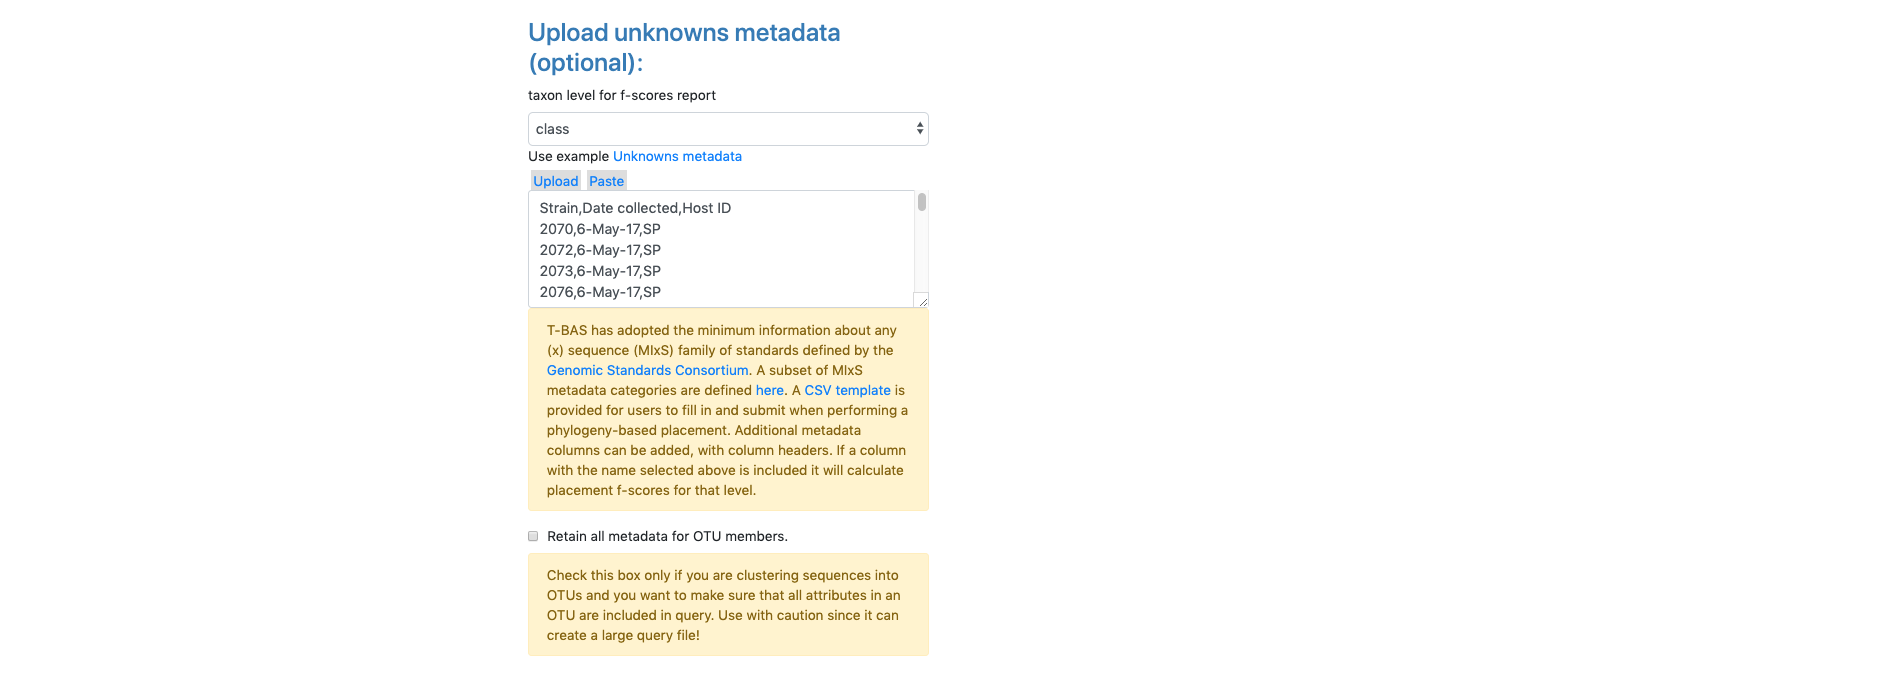 Upload unknowns metadata
(optional):
taxon level for f-scores report
class
Use example Unknowns metadata
Upload Paste
Strain,Date collected,Host ID
2070,6-May-17,SP
2072,6-May-17,SP
2073,6-May-17,SP
2076,6-May-17,SP
T-BAS has adopted the minimum information about any
(x) sequence (MIxS) family of standards defined by the
Genomic Standards Consortium. A subset of MIxS
metadata categories are defined here. A CSV template is
provided for users to fill in and submit when performing a
phylogeny-based placement. Additional metadata
columns can be added, with column headers. If a column
with the name selected above is included it will calculate
placement f-scores for that level.
Retain all metadata for OTU members.
Check this box only if you are clustering sequences into
OTUs and you want to make sure that all attributes in an
OTU are included in query. Use with caution since it can
create a large query file!